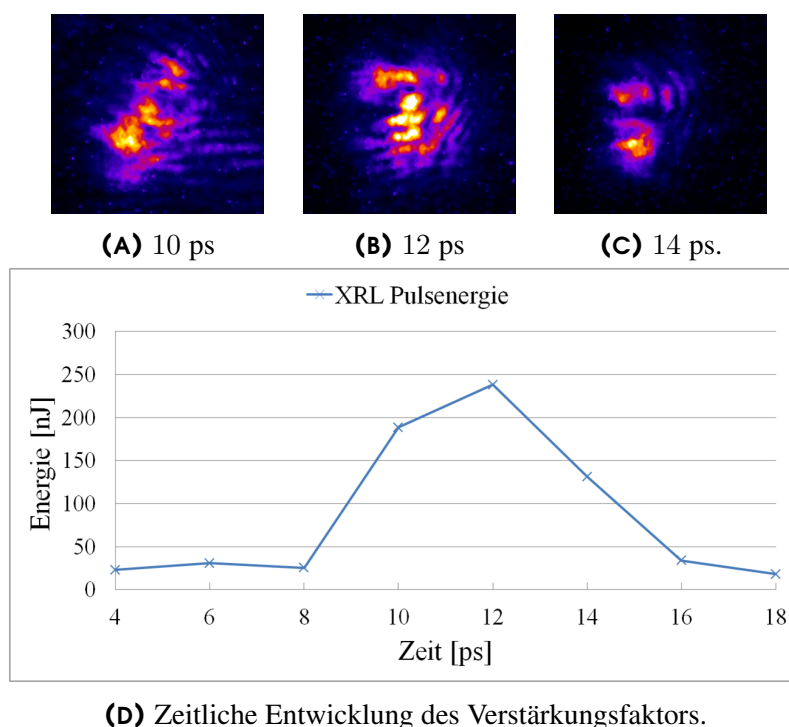 (A) 10 ps
(B) 12 ps
(C) 14 ps.
XRL Pulsenergie
Energie [nJ]
300
250
200
150
100
50
0
4 6 8 10 12 14 16 18
Zeit [ps]
(D) Zeitliche Entwicklung des Verstärkungsfaktors.